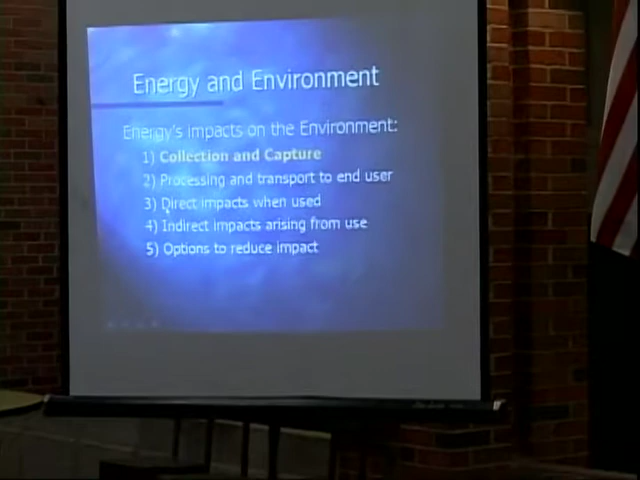 Energy and Environment
Energy's impacts on the Environment:
1) Collection and Capture
2) Processing and transport to end user
3) Direct impacts when used
4) Indirect impacts arising from use
5) Options to reduce impact